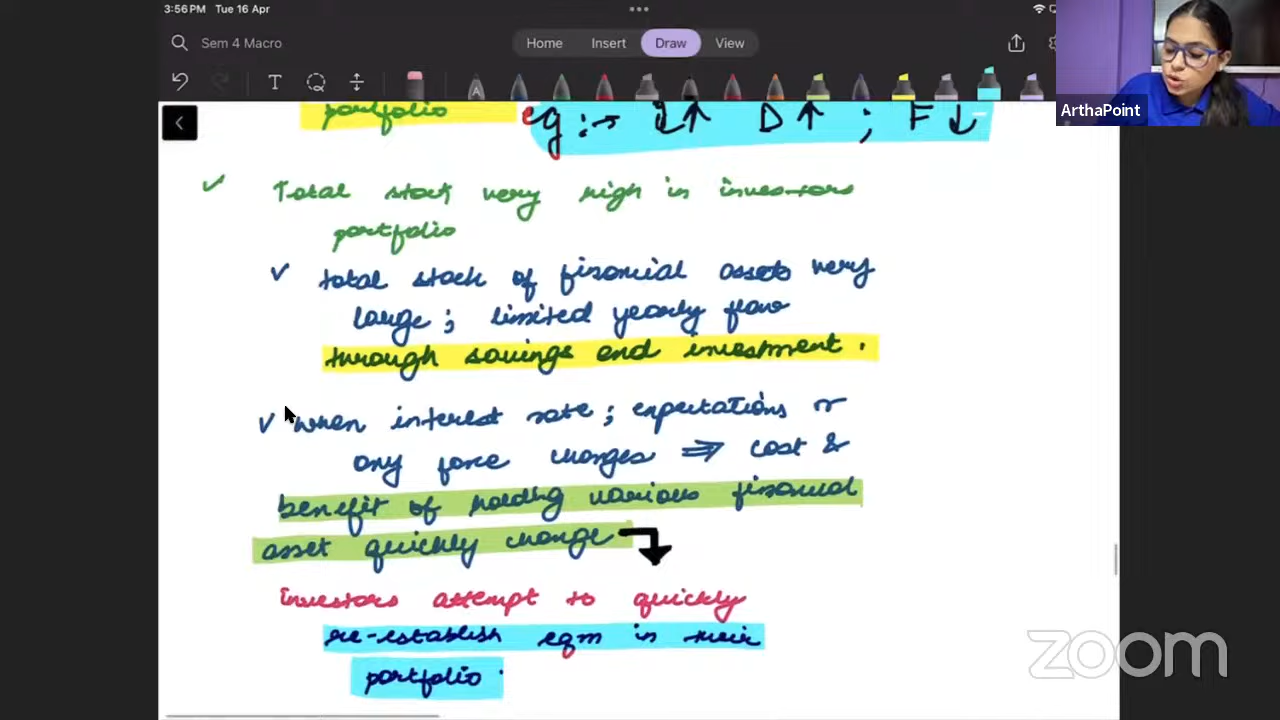 3:56 PM Tue 16 Apr
Sem 4 Macro
Home Insert Draw View
ArthaPoint
portfolio
eg :→ i↑ D↑ ; F↓
Total stock very high in investors
portfolio
total stock of financial assets very
large; limited yearly flow
through savings and investment.
when interest rate; expectations or
any force changes ⇒ cost &
benefit of holding various financial
asset quickly change
investors attempt to quickly
re-establish eqm in their
portfolio.
zoom